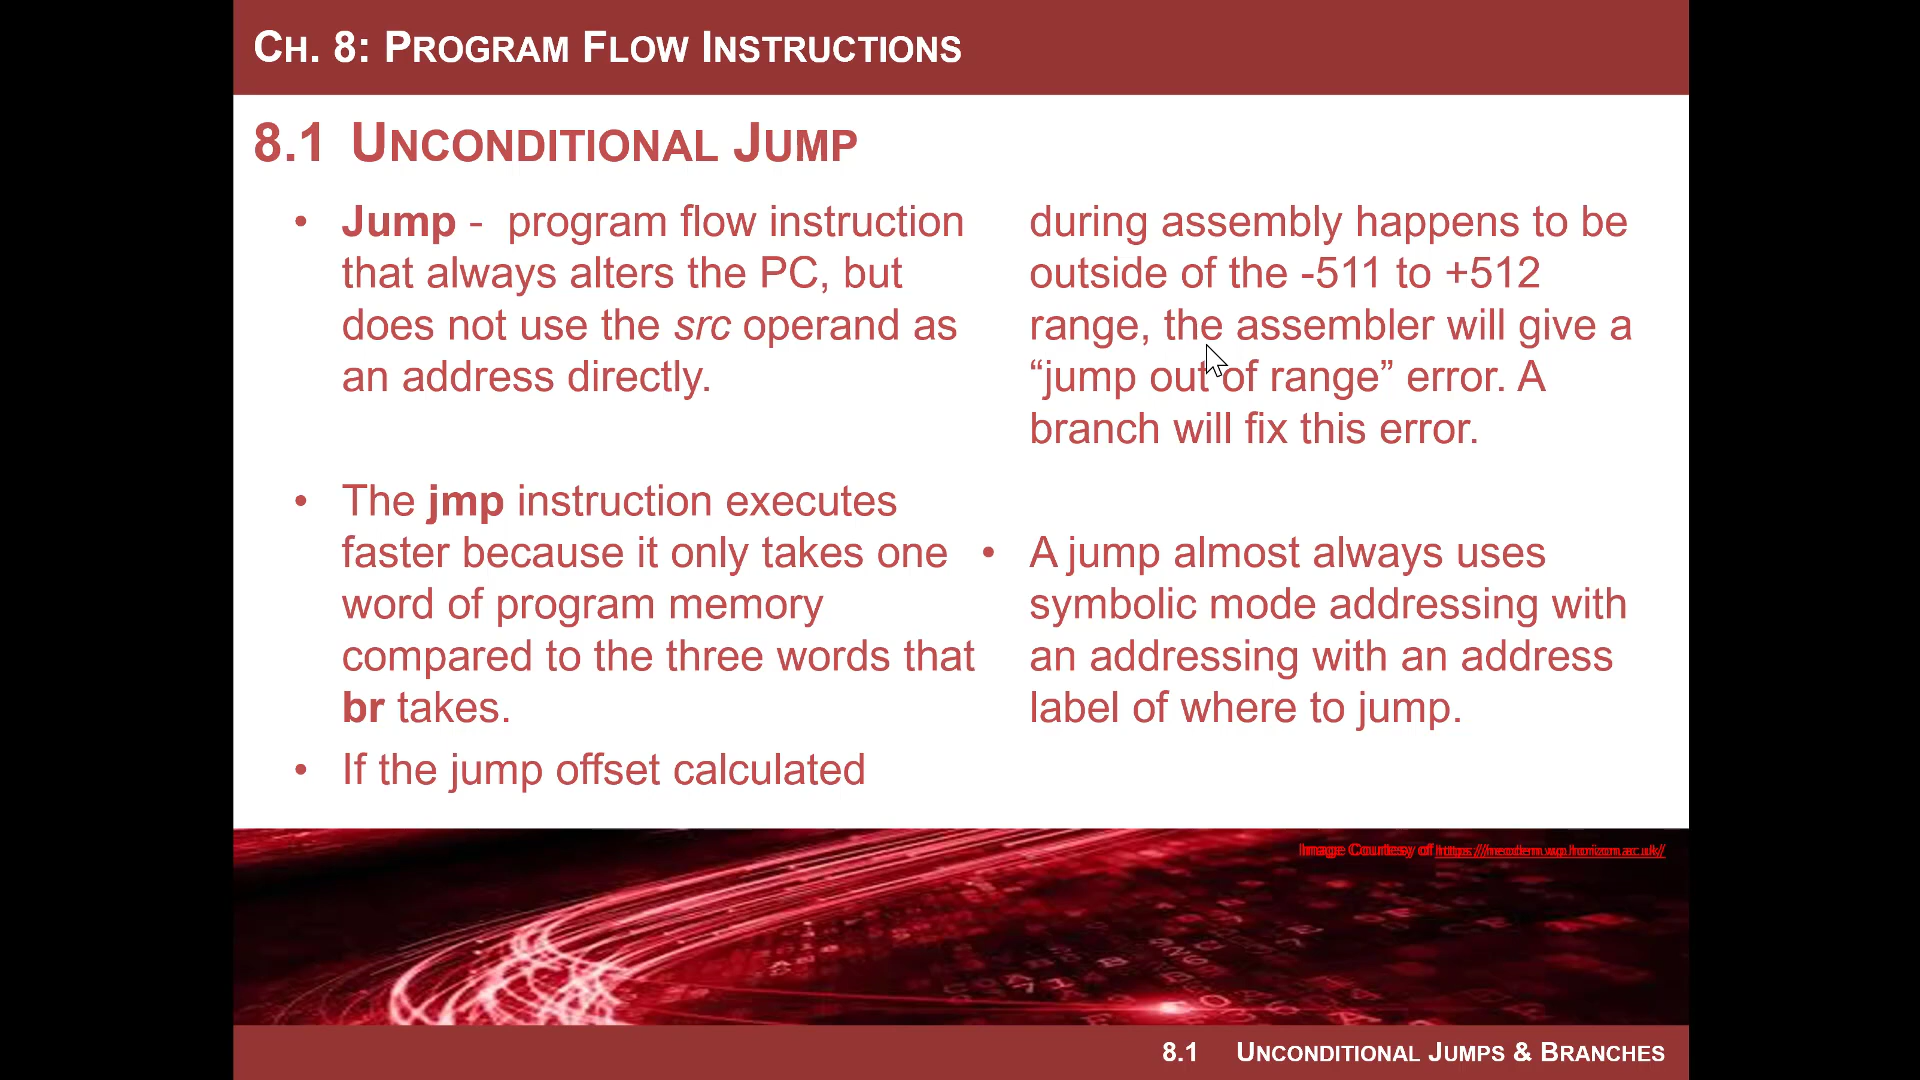 CH. 8: PROGRAM FLOW INSTRUCTIONS
8.1 UNCONDITIONAL JUMP
• Jump - program flow instruction
that always alters the PC, but
does not use the src operand as
an address directly.
• The jmp instruction executes
faster because it only takes one
word of program memory
compared to the three words that
br takes.
• If the jump offset calculated
during assembly happens to be
outside of the -511 to +512
range, the assembler will give a
“jump out of range” error. A
branch will fix this error.
• A jump almost always uses
symbolic mode addressing with
an addressing with an address
label of where to jump.
Image Courtesy of
8.1 UNCONDITIONAL JUMPS & BRANCHES